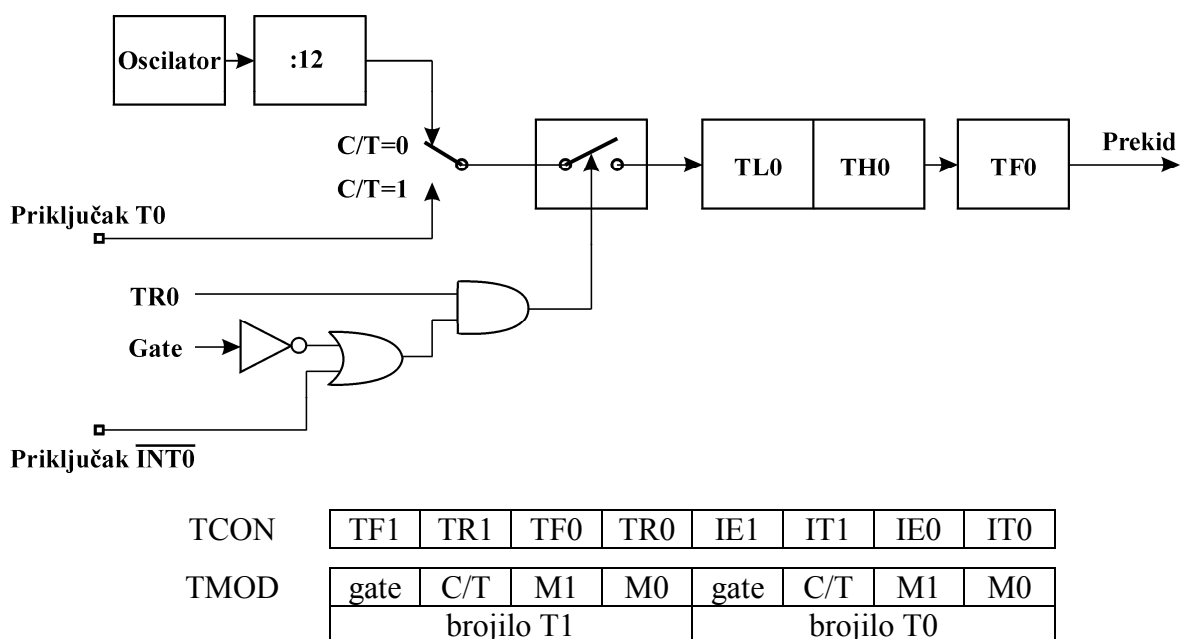 Oscilator :12
C/T=0
C/T=1
Priključak T0
TL0 TH0 TF0
Prekid
TR0
Gate
Priključak INT0
TCON TF1 TR1 TF0 TR0 IE1 IT1 IE0 IT0
TMOD gate C/T M1 M0 gate C/T M1 M0
brojilo T1 brojilo T0